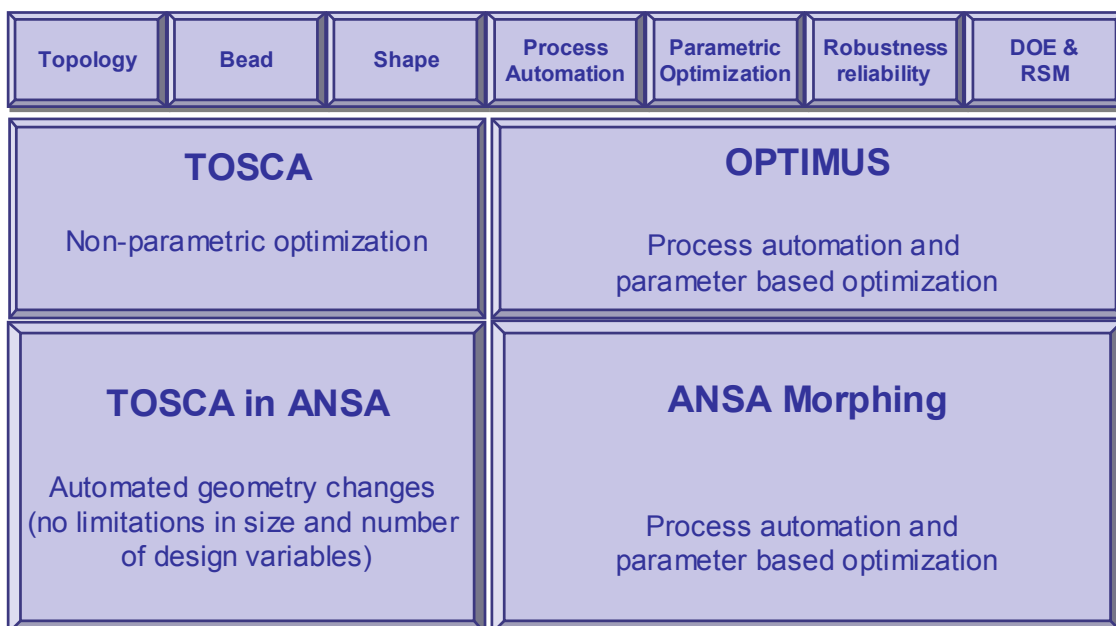 Topology
Bead
Shape
Process
Automation
Parametric
Optimization
Robustness
reliability
DOE &
RSM
TOSCA
Non-parametric optimization
OPTIMUS
Process automation and
parameter based optimization
TOSCA in ANSA
Automated geometry changes
(no limitations in size and number
of design variables)
ANSA Morphing
Process automation and
parameter based optimization